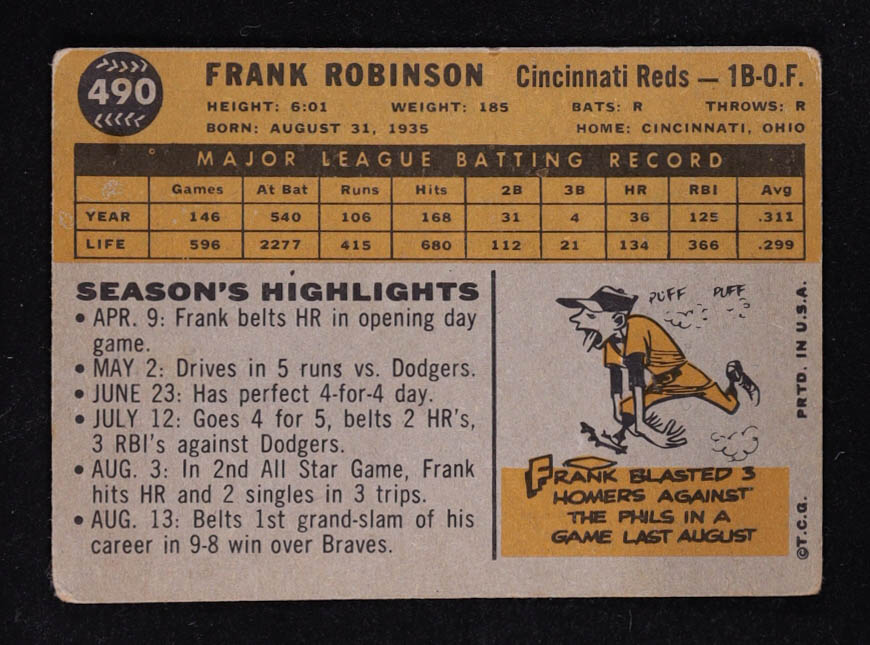 490
FRANK ROBINSON Cincinnati Reds — 1B-O.F.
HEIGHT: 6:01 WEIGHT: 185 BATS: R THROWS: R
BORN: AUGUST 31, 1935 HOME: CINCINNATI, OHIO
MAJOR LEAGUE BATTING RECORD
Games At Bat Runs Hits 2B 3B HR RBI Avg
YEAR 146 540 106 168 31 4 36 125 .311
LIFE 596 2277 415 680 112 21 134 366 .299
SEASON'S HIGHLIGHTS
• APR. 9: Frank belts HR in opening day
game.
• MAY 2: Drives in 5 runs vs. Dodgers.
• JUNE 23: Has perfect 4-for-4 day.
• JULY 12: Goes 4 for 5, belts 2 HR's,
3 RBI's against Dodgers.
• AUG. 3: In 2nd All Star Game, Frank
hits HR and 2 singles in 3 trips.
• AUG. 13: Belts 1st grand-slam of his
career in 9-8 win over Braves.
PUFF PUFF
FRANK BLASTED 3
HOMERS AGAINST
THE PHILS IN A
GAME LAST AUGUST
©T.C.G. PRTD. IN U.S.A.